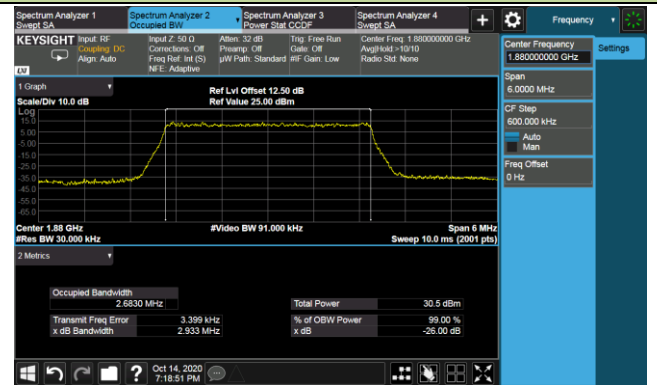 Spectrum Analyzer 1
Swept SA
Spectrum Analyzer 2
Occupied BW
Spectrum Analyzer 3
Power Stat CCDF
Spectrum Analyzer 4
Swept SA
+
Frequency
KEYSIGHT
Input: RF
Coupling: DC
Align: Auto
Input Z: 50 Ω
Corrections: Off
Freq Ref: Int (S)
NFE: Adaptive
Atten: 32 dB
Preamp: Off
µW Path: Standard
Trig: Free Run
Gate: Off
#IF Gain: Low
Center Freq: 1.880000000 GHz
Avg|Hold:>10/10
Radio Std: None
LXI
Center Frequency
1.880000000 GHz
Settings
Span
6.0000 MHz
CF Step
600.000 kHz
Auto
Man
Freq Offset
0 Hz
1 Graph
Scale/Div 10.0 dB
Ref Lvl Offset 12.50 dB
Ref Value 25.00 dBm
Log
15.0
5.00
-5.00
-15.0
-25.0
-35.0
-45.0
-55.0
-65.0
Center 1.88 GHz
#Res BW 30.000 kHz
#Video BW 91.000 kHz
Span 6 MHz
Sweep 10.0 ms (2001 pts)
2 Metrics
Occupied Bandwidth
2.6830 MHz
Total Power 30.5 dBm
Transmit Freq Error 3.399 kHz
% of OBW Power 99.00 %
x dB Bandwidth 2.933 MHz
x dB -26.00 dB
?
Oct 14, 2020
7:18:51 PM